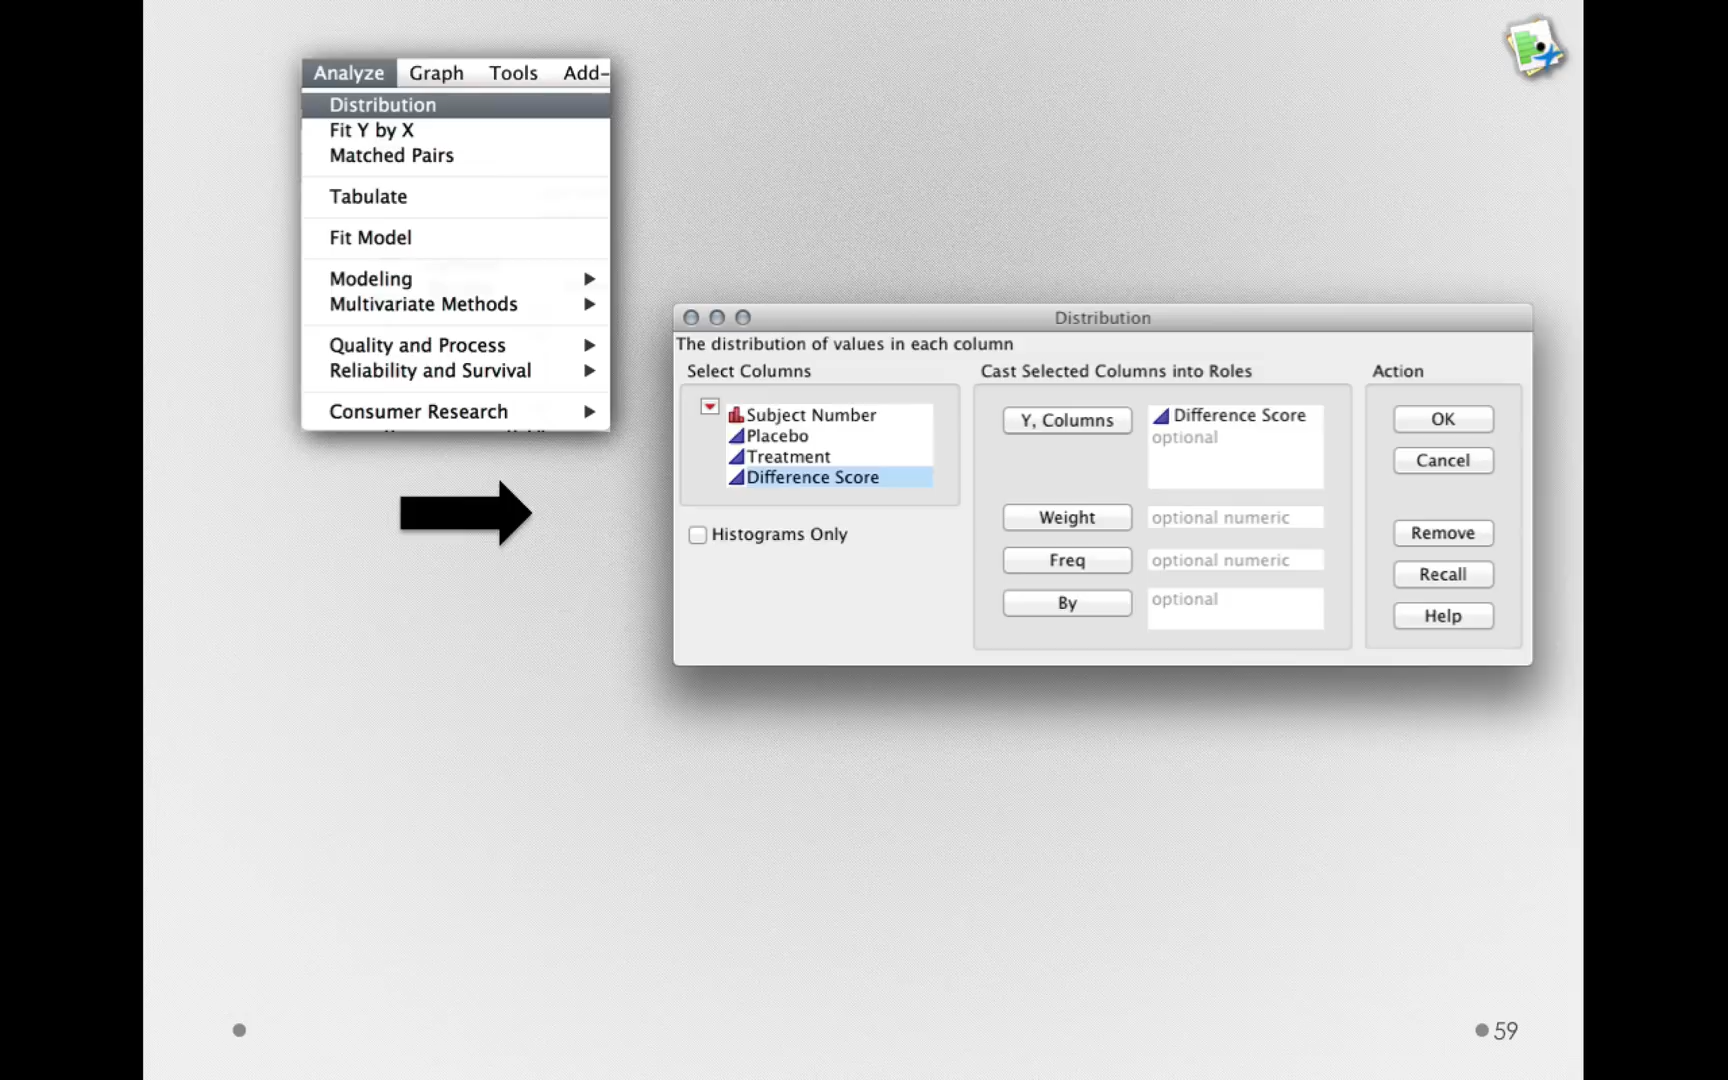 Analyze Graph Tools Add-
Distribution
Fit Y by X
Matched Pairs
Tabulate
Fit Model
Modeling
Multivariate Methods
Quality and Process
Reliability and Survival
Consumer Research
Distribution
The distribution of values in each column
Select Columns
Subject Number
Placebo
Treatment
Difference Score
Histograms Only
Cast Selected Columns into Roles
Y, Columns
Difference Score
optional
Weight
optional numeric
Freq
optional numeric
By
optional
Action
OK
Cancel
Remove
Recall
Help
59